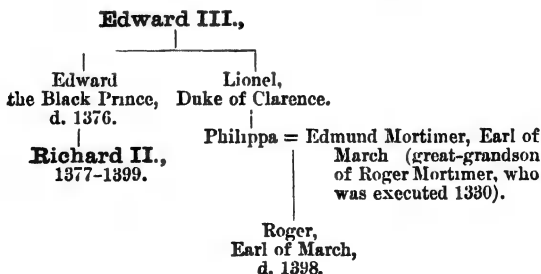 Edward III.,
Edward
the Black Prince,
d. 1376.
Lionel,
Duke of Clarence.
Richard II.,
1377-1399.
Philippa = Edmund Mortimer, Earl of
March (great-grandson
of Roger Mortimer, who
was executed 1330).
Roger,
Earl of March,
d. 1398.